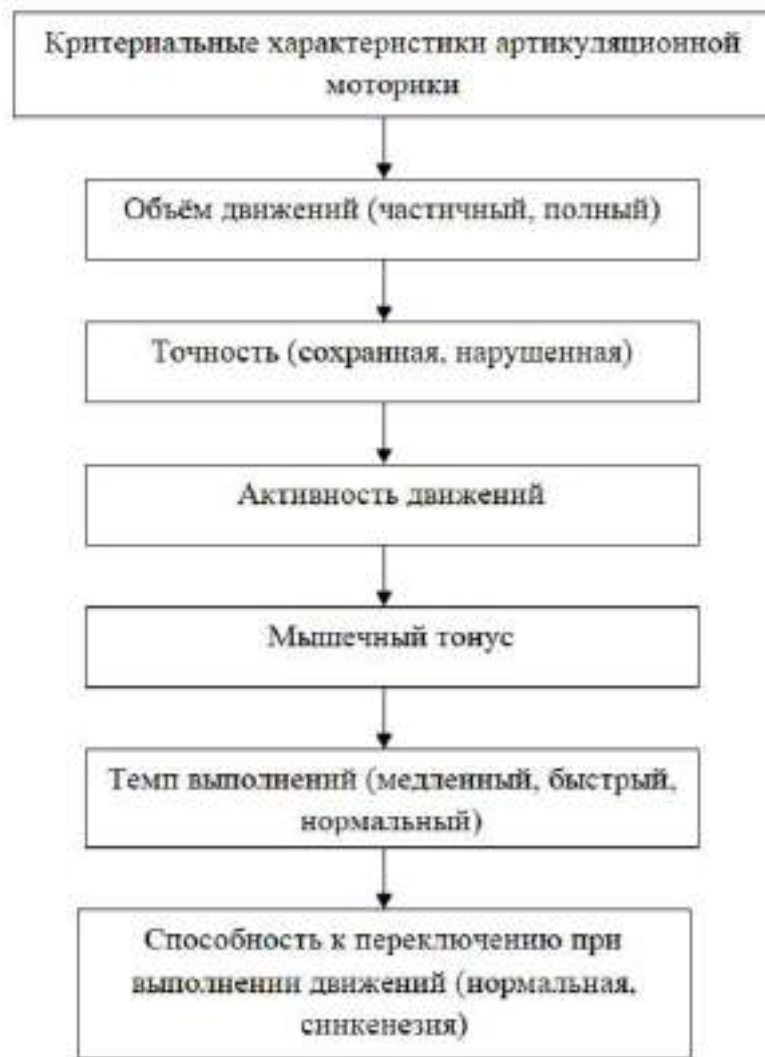 Критериальные характеристики артикуляционной
моторики
Объём движений (частичный, полный)
Точность (сохранная, нарушенная)
Активность движений
Мышечный тонус
Темп выполнений (медленный, быстрый,
нормальный)
Способность к переключению при
выполнении движений (нормальная,
синкенезия)